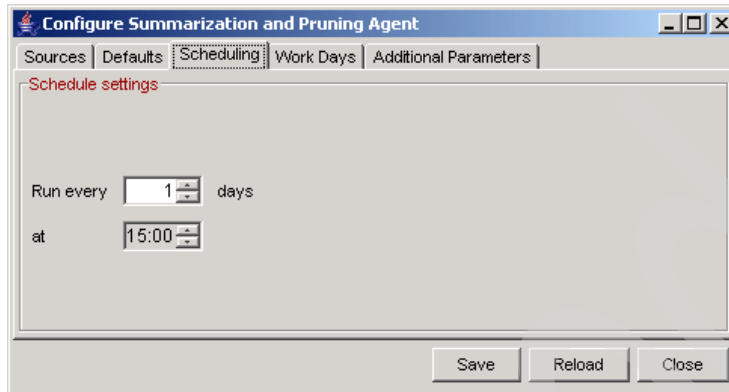 Configure Summarization and Pruning Agent
Sources Defaults Scheduling Work Days Additional Parameters
Schedule settings
Run every 1 days
at 15:00
Save Reload Close